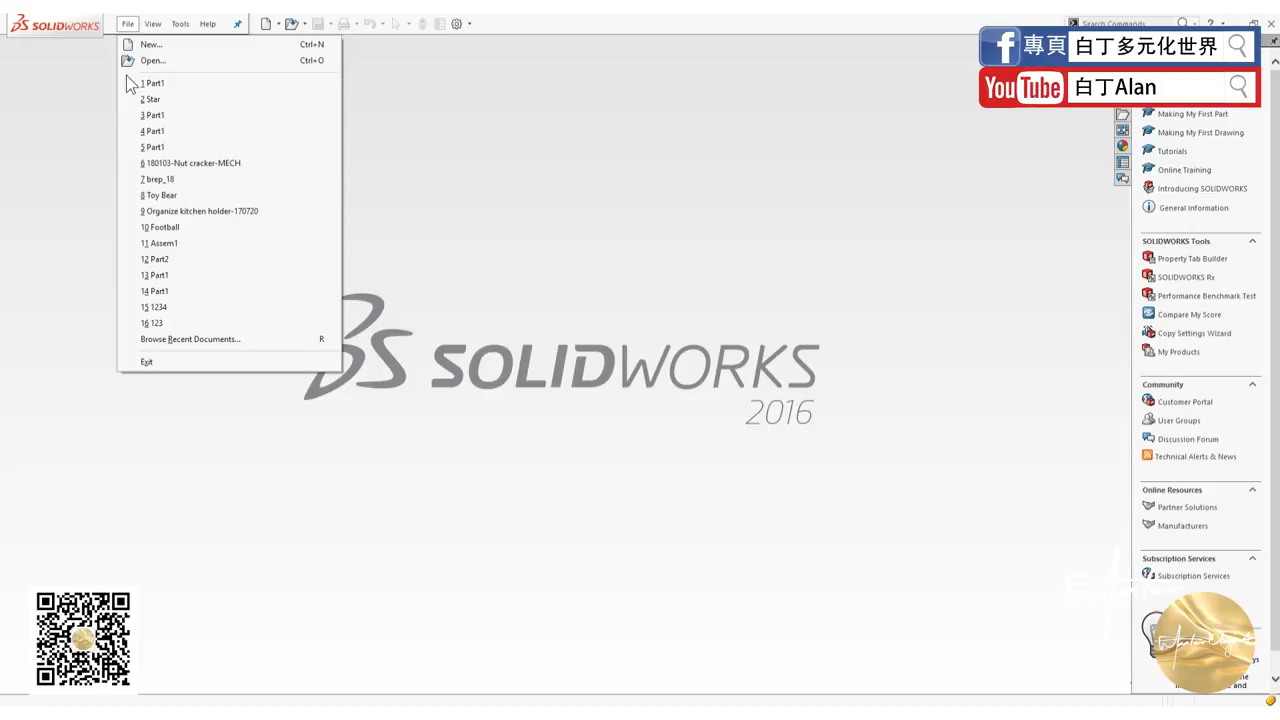 SOLIDWORKS
File View Tools Help
Search Commands
New... Ctrl+N
Open... Ctrl+O
1 Part1
2 Star
3 Part1
4 Part1
5 Part1
6 180103-Nut cracker-MECH
7 brep_18
8 Toy Bear
9 Organize kitchen holder-170720
10 Football
11 Assem1
12 Part2
13 Part1
14 Part1
15 1234
16 123
Browse Recent Documents... R
Exit
SOLIDWORKS
2016
專頁 白丁多元化世界
YouTube 白丁Alan
Making My First Part
Making My First Drawing
Tutorials
Online Training
Introducing SOLIDWORKS
General Information
SOLIDWORKS Tools
Property Tab Builder
SOLIDWORKS Rx
Performance Benchmark Test
Compare My Score
Copy Settings Wizard
My Products
Community
Customer Portal
User Groups
Discussion Forum
Technical Alerts & News
Online Resources
Partner Solutions
Manufacturers
Subscription Services
Subscription Services